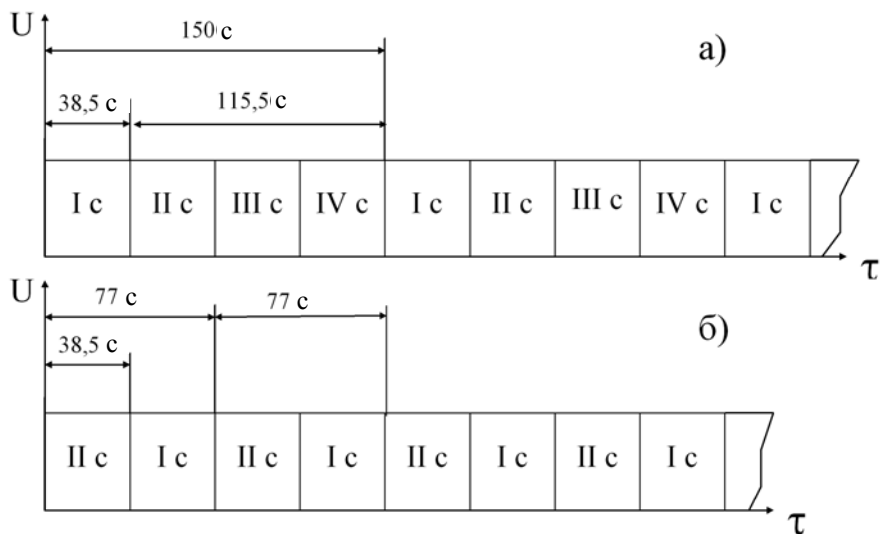 U
150 с
а)
38,5 с
115,5 с
I с II с III с IV с I с II с III с IV с I с
τ
U
77 с 77 с
б)
38,5 с
II с I с II с I с II с I с II с I с
τ